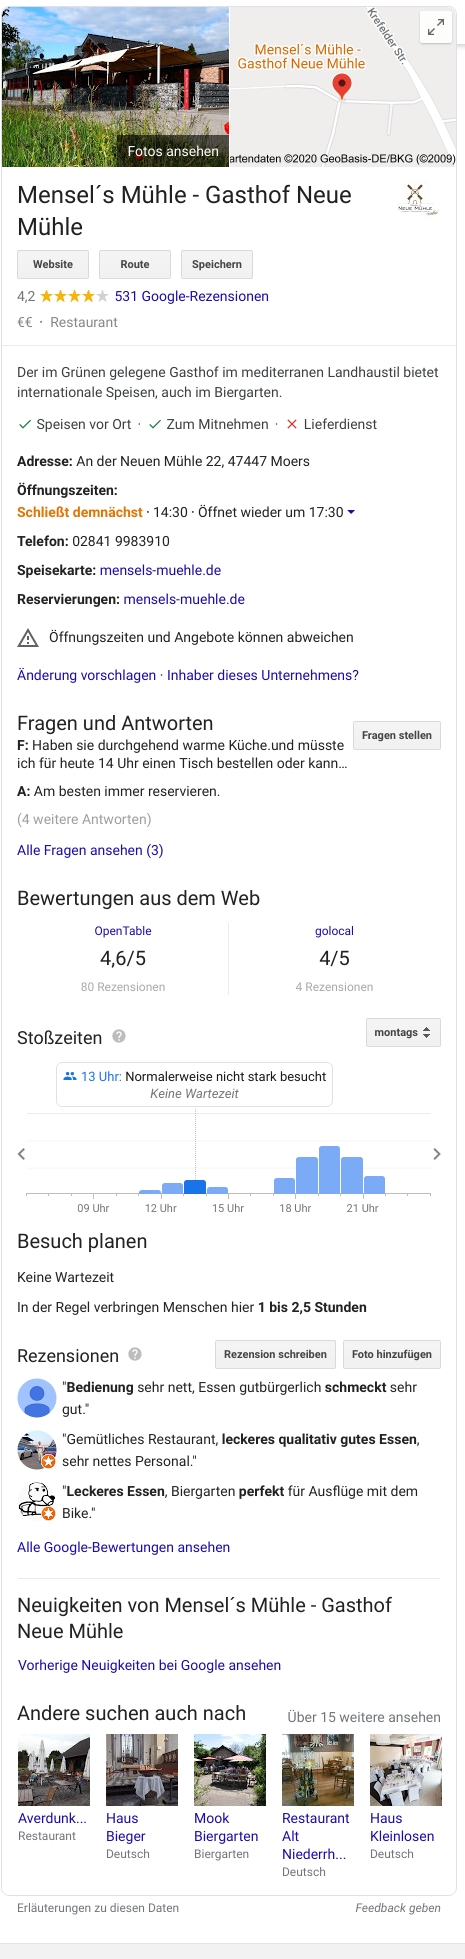 Krefelder Str.
Mensel´s Mühle -
Gasthof Neue Mühle
Fotos ansehen
artendaten ©2020 GeoBasis-DE/BKG (©2009)
Mensel´s Mühle - Gasthof Neue
Mühle
NEUE MÜHLE
Website Route Speichern
4,2 531 Google-Rezensionen
€€ · Restaurant
Der im Grünen gelegene Gasthof im mediterranen Landhaustil bietet
internationale Speisen, auch im Biergarten.
Speisen vor Ort · Zum Mitnehmen · Lieferdienst
Adresse: An der Neuen Mühle 22, 47447 Moers
Öffnungszeiten:
Schließt demnächst · 14:30 · Öffnet wieder um 17:30
Telefon: 02841 9983910
Speisekarte: mensels-muehle.de
Reservierungen: mensels-muehle.de
Öffnungszeiten und Angebote können abweichen
Änderung vorschlagen · Inhaber dieses Unternehmens?
Fragen und Antworten
Fragen stellen
F: Haben sie durchgehend warme Küche.und müsste
ich für heute 14 Uhr einen Tisch bestellen oder kann...
A: Am besten immer reservieren.
(4 weitere Antworten)
Alle Fragen ansehen (3)
Bewertungen aus dem Web
OpenTable golocal
4,6/5 4/5
80 Rezensionen 4 Rezensionen
Stoßzeiten ? montags
13 Uhr: Normalerweise nicht stark besucht
Keine Wartezeit
09 Uhr 12 Uhr 15 Uhr 18 Uhr 21 Uhr
Besuch planen
Keine Wartezeit
In der Regel verbringen Menschen hier 1 bis 2,5 Stunden
Rezensionen ? Rezension schreiben Foto hinzufügen
"Bedienung sehr nett, Essen gutbürgerlich schmeckt sehr
gut."
"Gemütliches Restaurant, leckeres qualitativ gutes Essen,
sehr nettes Personal."
"Leckeres Essen, Biergarten perfekt für Ausflüge mit dem
Bike."
Alle Google-Bewertungen ansehen
Neuigkeiten von Mensel´s Mühle - Gasthof
Neue Mühle
Vorherige Neuigkeiten bei Google ansehen
Andere suchen auch nach Über 15 weitere ansehen
Averdunk...
Restaurant
Haus
Bieger
Deutsch
Mook
Biergarten
Biergarten
Restaurant
Alt
Niederrh...
Deutsch
Haus
Kleinlosen
Deutsch
Erläuterungen zu diesen Daten Feedback geben